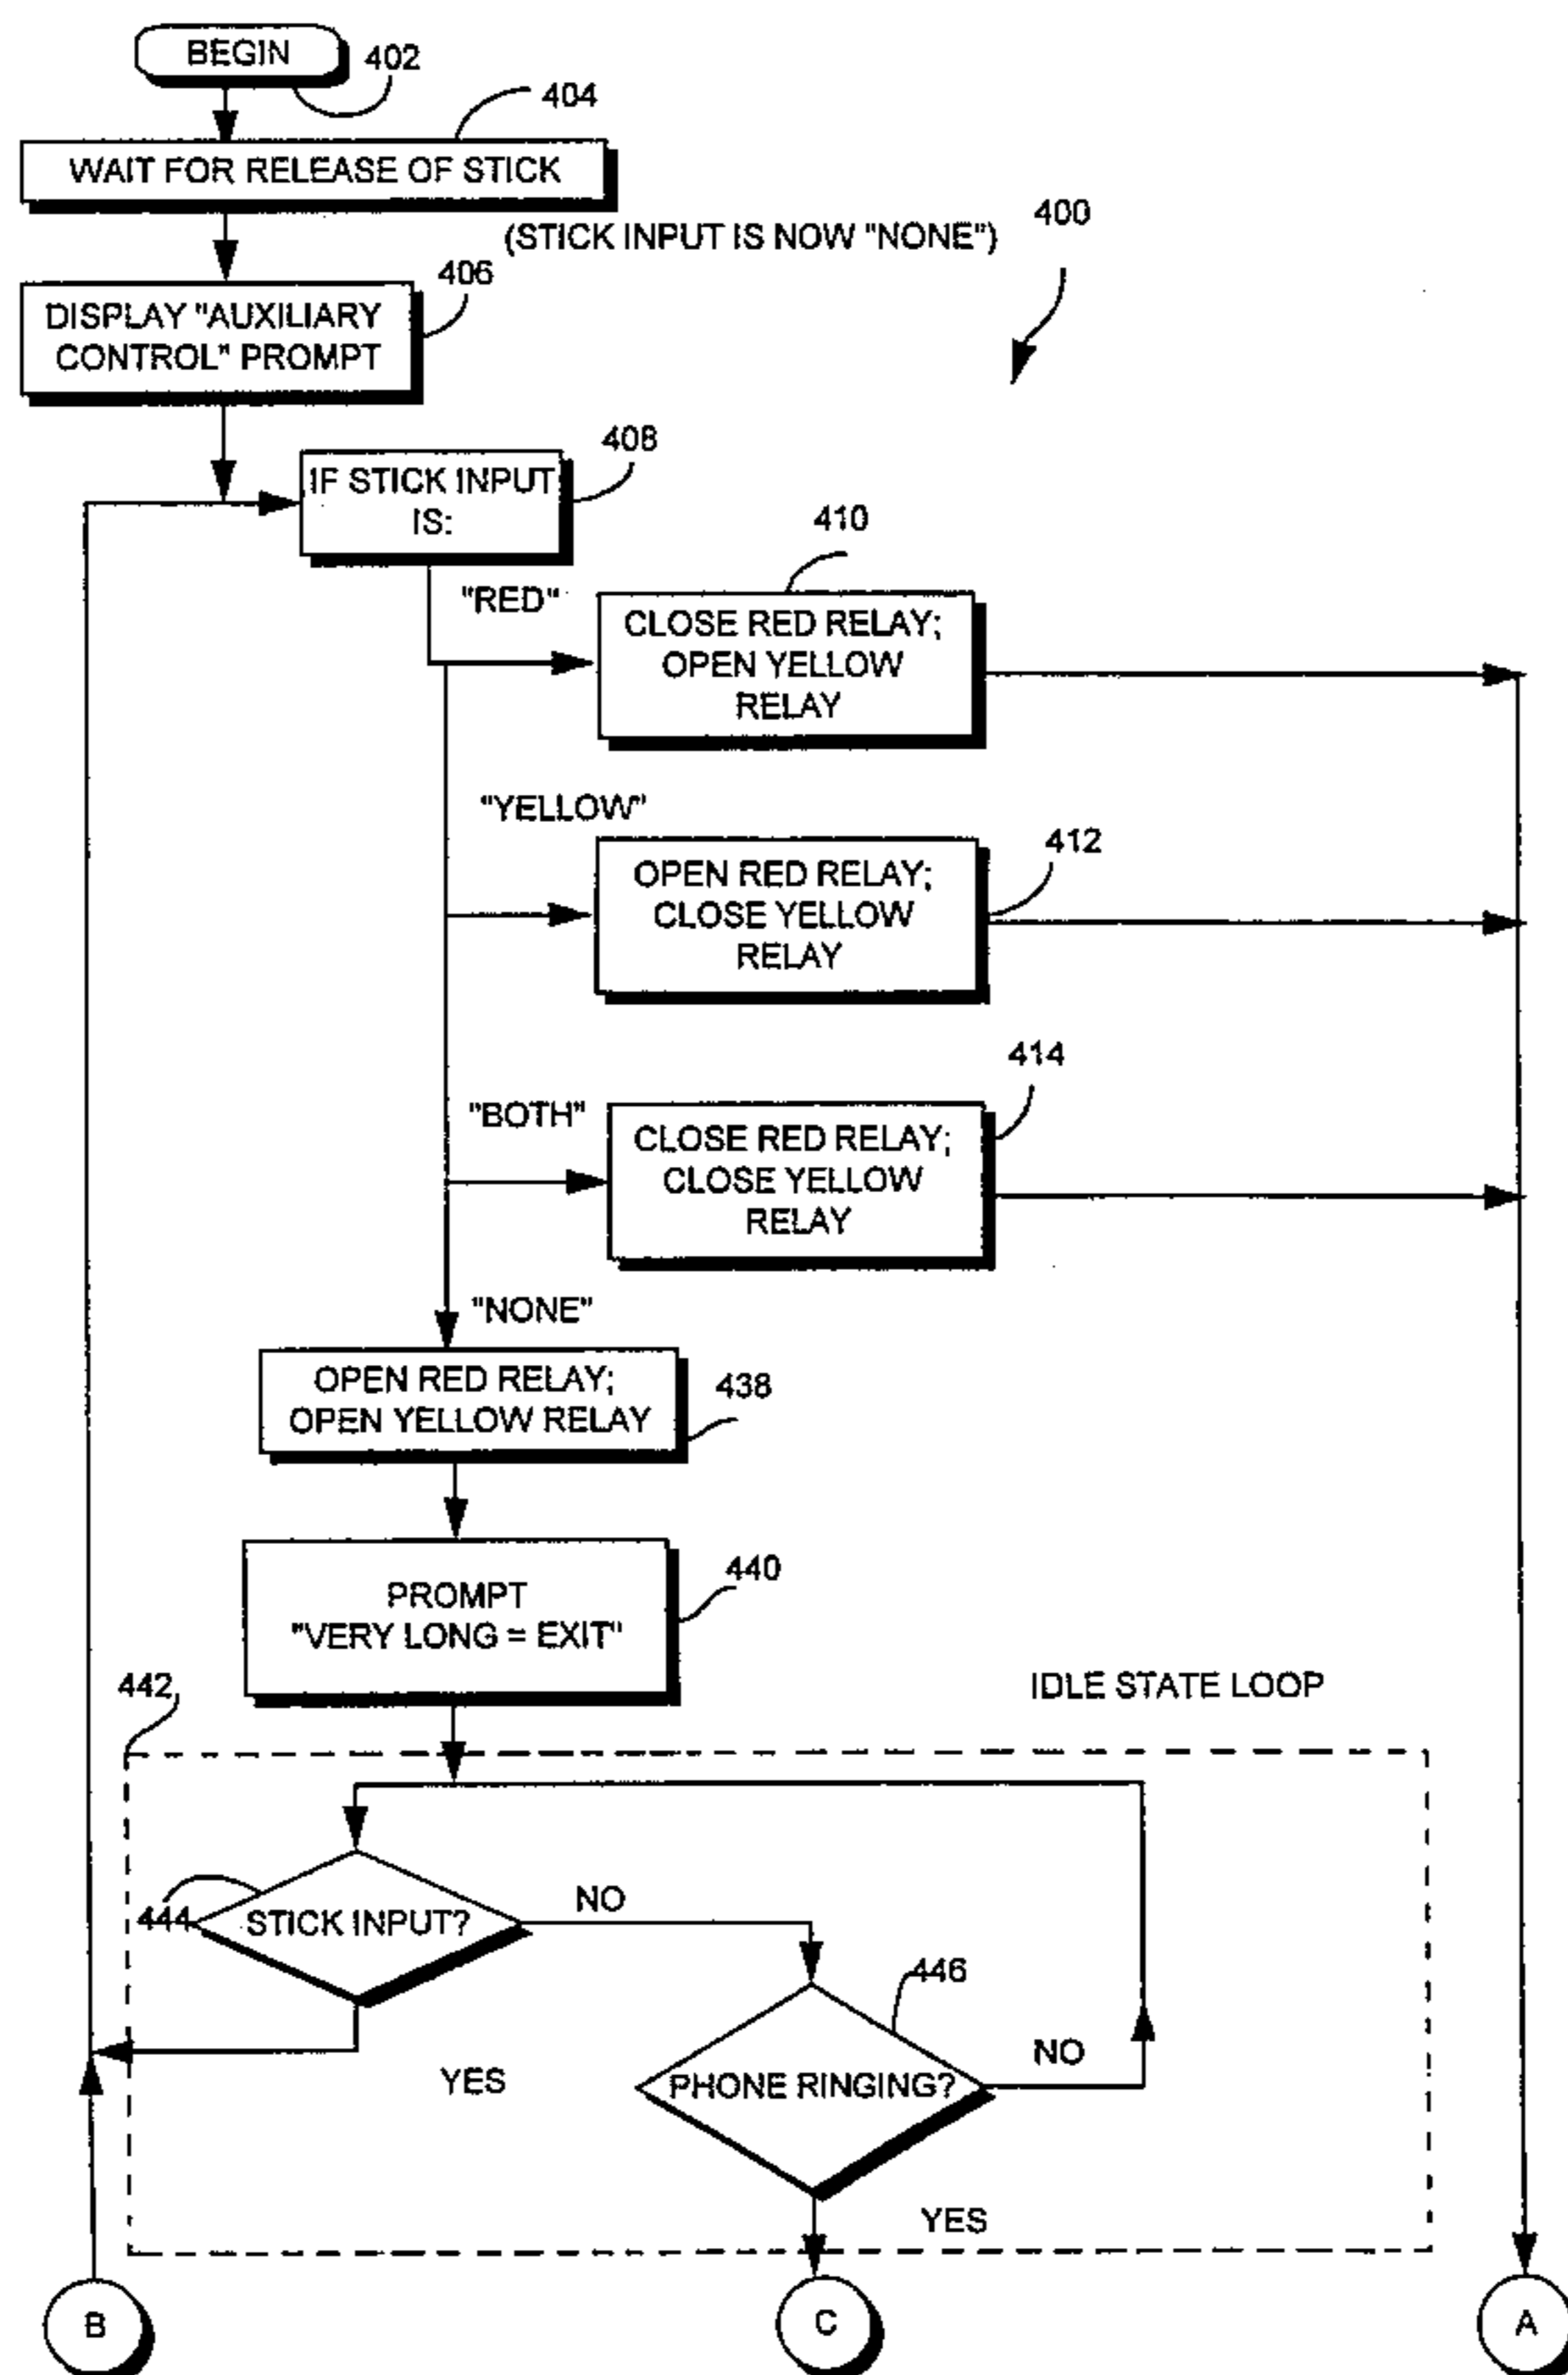 BEGIN
402
404
WAIT FOR RELEASE OF STICK
(STICK INPUT IS NOW "NONE")
400
406
DISPLAY "AUXILIARY
CONTROL" PROMPT
408
IF STICK INPUT
IS:
410
"RED"
CLOSE RED RELAY;
OPEN YELLOW
RELAY
"YELLOW"
412
OPEN RED RELAY;
CLOSE YELLOW
RELAY
414
"BOTH"
CLOSE RED RELAY;
CLOSE YELLOW
RELAY
"NONE"
OPEN RED RELAY;
OPEN YELLOW RELAY
438
440
PROMPT
"VERY LONG = EXIT"
442
IDLE STATE LOOP
444
STICK INPUT?
NO
446
YES
PHONE RINGING?
NO
YES
B
C
A